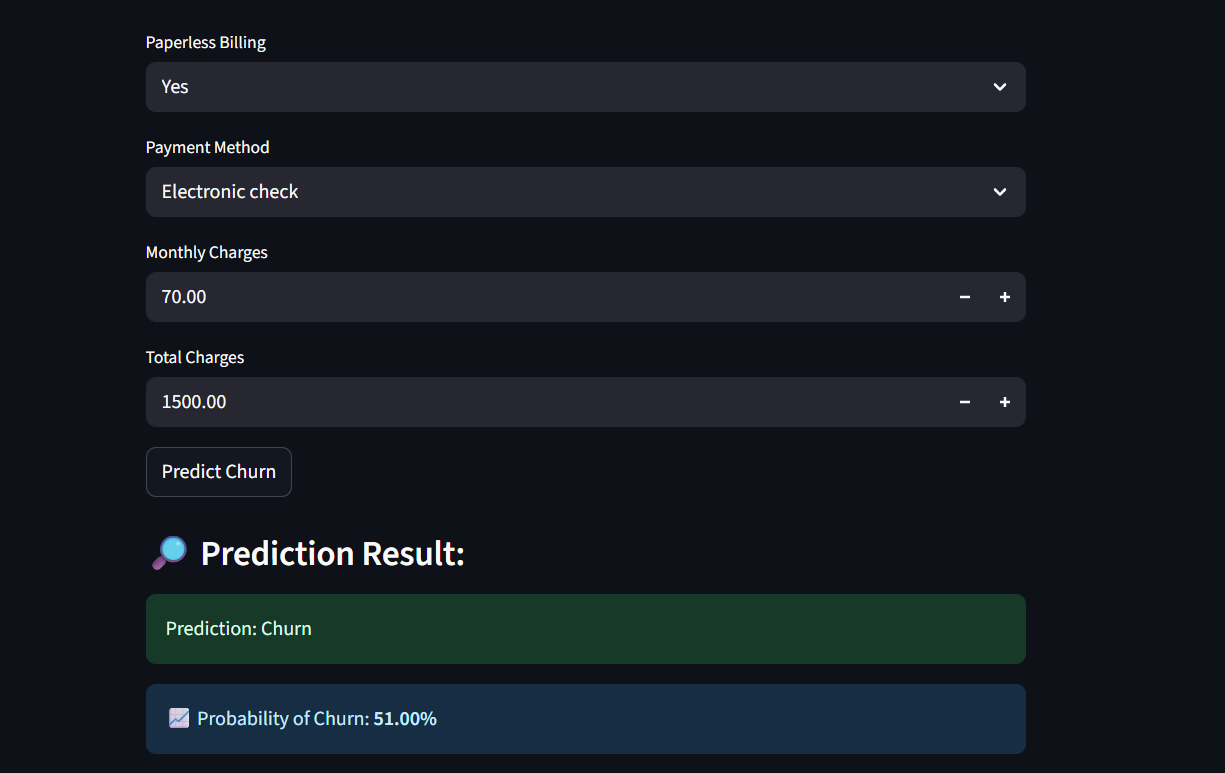 Paperless Billing
Yes
Payment Method
Electronic check
Monthly Charges
70.00
Total Charges
1500.00
Predict Churn
Prediction Result:
Prediction: Churn
Probability of Churn: 51.00%